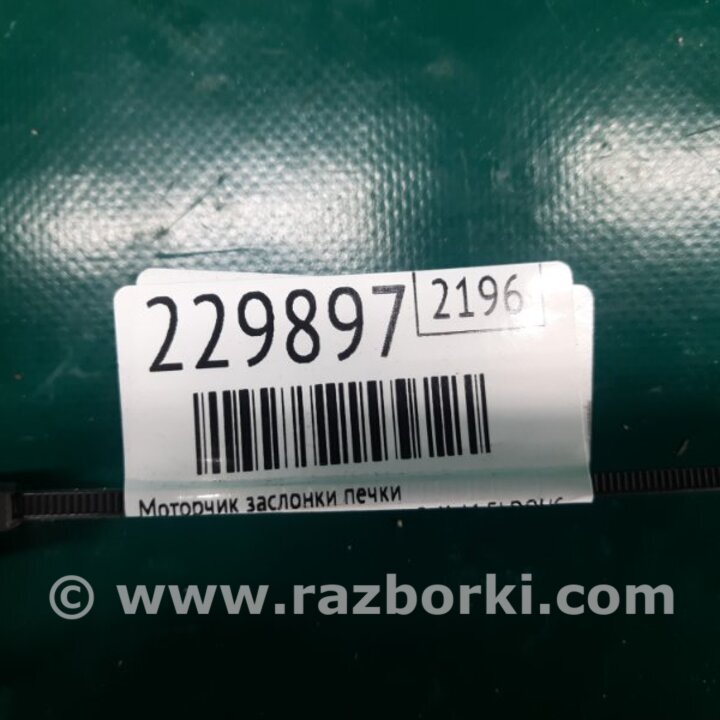 229897 2196
Моторчик заслонки печки
© www.razborki.com